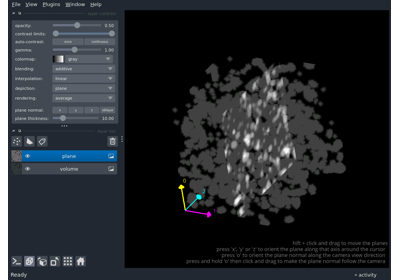 File View Plugins Window Help
opacity: 0.50
contrast limits:
auto-contrast: once continuous
gamma: 1.00
colormap: gray
blending: additive
interpolation: linear
depiction: plane
rendering: average
plane normal: x y z oblique
plane thickness: 10.00
plane
volume
0
shift + click and drag to move the planes
press 'x', 'y' or 'z' to orient the plane along that axis around the cursor
press 'o' to orient the plane normal along the camera view direction
press and hold 'o' then click and drag to make the plane normal follow the camera
Ready
activity